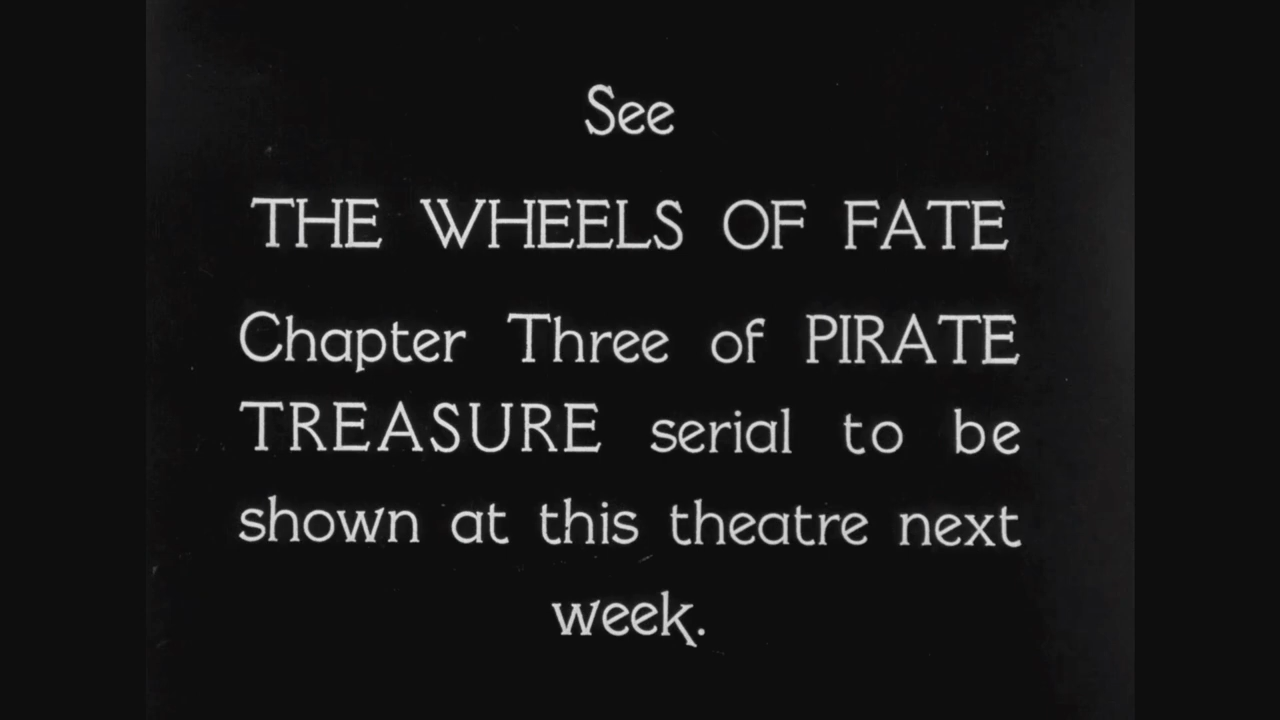 See
THE WHEELS OF FATE
Chapter Three of PIRATE
TREASURE serial to be
shown at this theatre next
week.